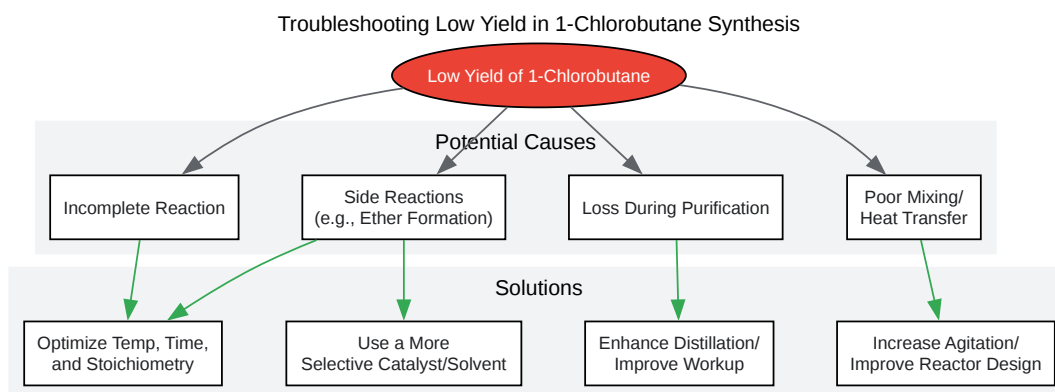 Troubleshooting Low Yield in 1-Chlorobutane Synthesis
Low Yield of 1-Chlorobutane
Potential Causes
Incomplete Reaction
Side Reactions
(e.g., Ether Formation)
Loss During Purification
Poor Mixing/
Heat Transfer
Solutions
Optimize Temp, Time,
and Stoichiometry
Use a More
Selective Catalyst/Solvent
Enhance Distillation/
Improve Workup
Increase Agitation/
Improve Reactor Design